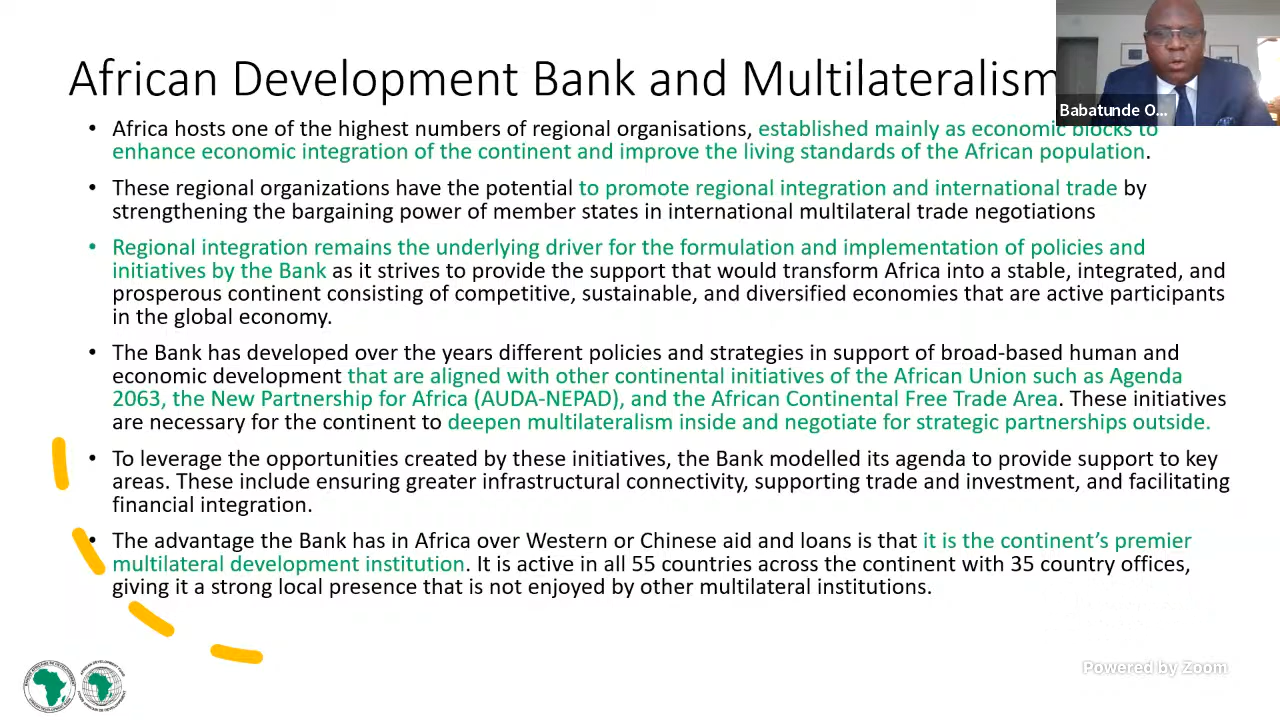 African Development Bank and Multilateralism
Babatunde O...
• Africa hosts one of the highest numbers of regional organisations, established mainly as economic blocks to
enhance economic integration of the continent and improve the living standards of the African population.
• These regional organizations have the potential to promote regional integration and international trade by
strengthening the bargaining power of member states in international multilateral trade negotiations
• Regional integration remains the underlying driver for the formulation and implementation of policies and
initiatives by the Bank as it strives to provide the support that would transform Africa into a stable, integrated, and
prosperous continent consisting of competitive, sustainable, and diversified economies that are active participants
in the global economy.
• The Bank has developed over the years different policies and strategies in support of broad-based human and
economic development that are aligned with other continental initiatives of the African Union such as Agenda
2063, the New Partnership for Africa (AUDA-NEPAD), and the African Continental Free Trade Area. These initiatives
are necessary for the continent to deepen multilateralism inside and negotiate for strategic partnerships outside.
• To leverage the opportunities created by these initiatives, the Bank modelled its agenda to provide support to key
areas. These include ensuring greater infrastructural connectivity, supporting trade and investment, and facilitating
financial integration.
• The advantage the Bank has in Africa over Western or Chinese aid and loans is that it is the continent's premier
multilateral development institution. It is active in all 55 countries across the continent with 35 country offices,
giving it a strong local presence that is not enjoyed by other multilateral institutions.
Powered by Zoom